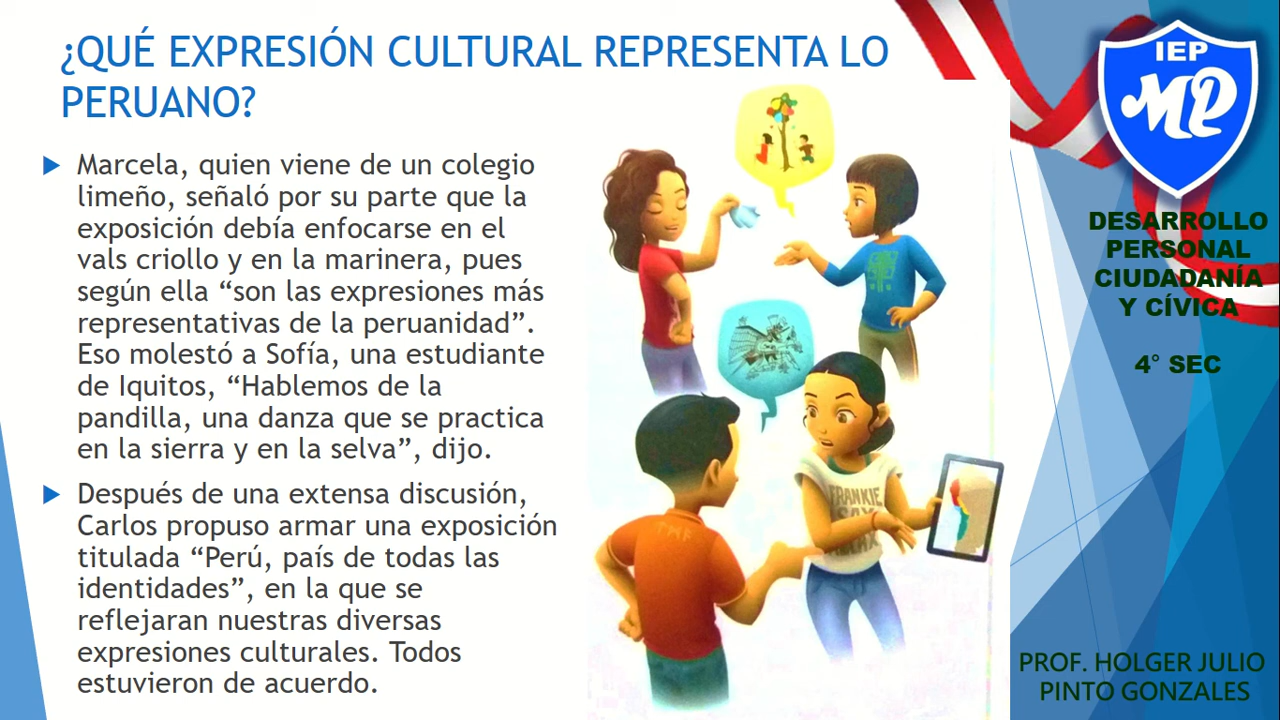 ¿QUÉ EXPRESIÓN CULTURAL REPRESENTA LO
PERUANO?
Marcela, quien viene de un colegio
limeño, señaló por su parte que la
exposición debía enfocarse en el
vals criollo y en la marinera, pues
según ella “son las expresiones más
representativas de la peruanidad”.
Eso molestó a Sofía, una estudiante
de Iquitos, “Hablemos de la
pandilla, una danza que se practica
en la sierra y en la selva”, dijo.
Después de una extensa discusión,
Carlos propuso armar una exposición
titulada “Perú, país de todas las
identidades”, en la que se
reflejaran nuestras diversas
expresiones culturales. Todos
estuvieron de acuerdo.
FRANKIE
SAY
RELAX
TMF
IEP
MP
DESARROLLO
PERSONAL
CIUDADANÍA
Y CÍVICA
4° SEC
PROF. HOLGER JULIO
PINTO GONZALES